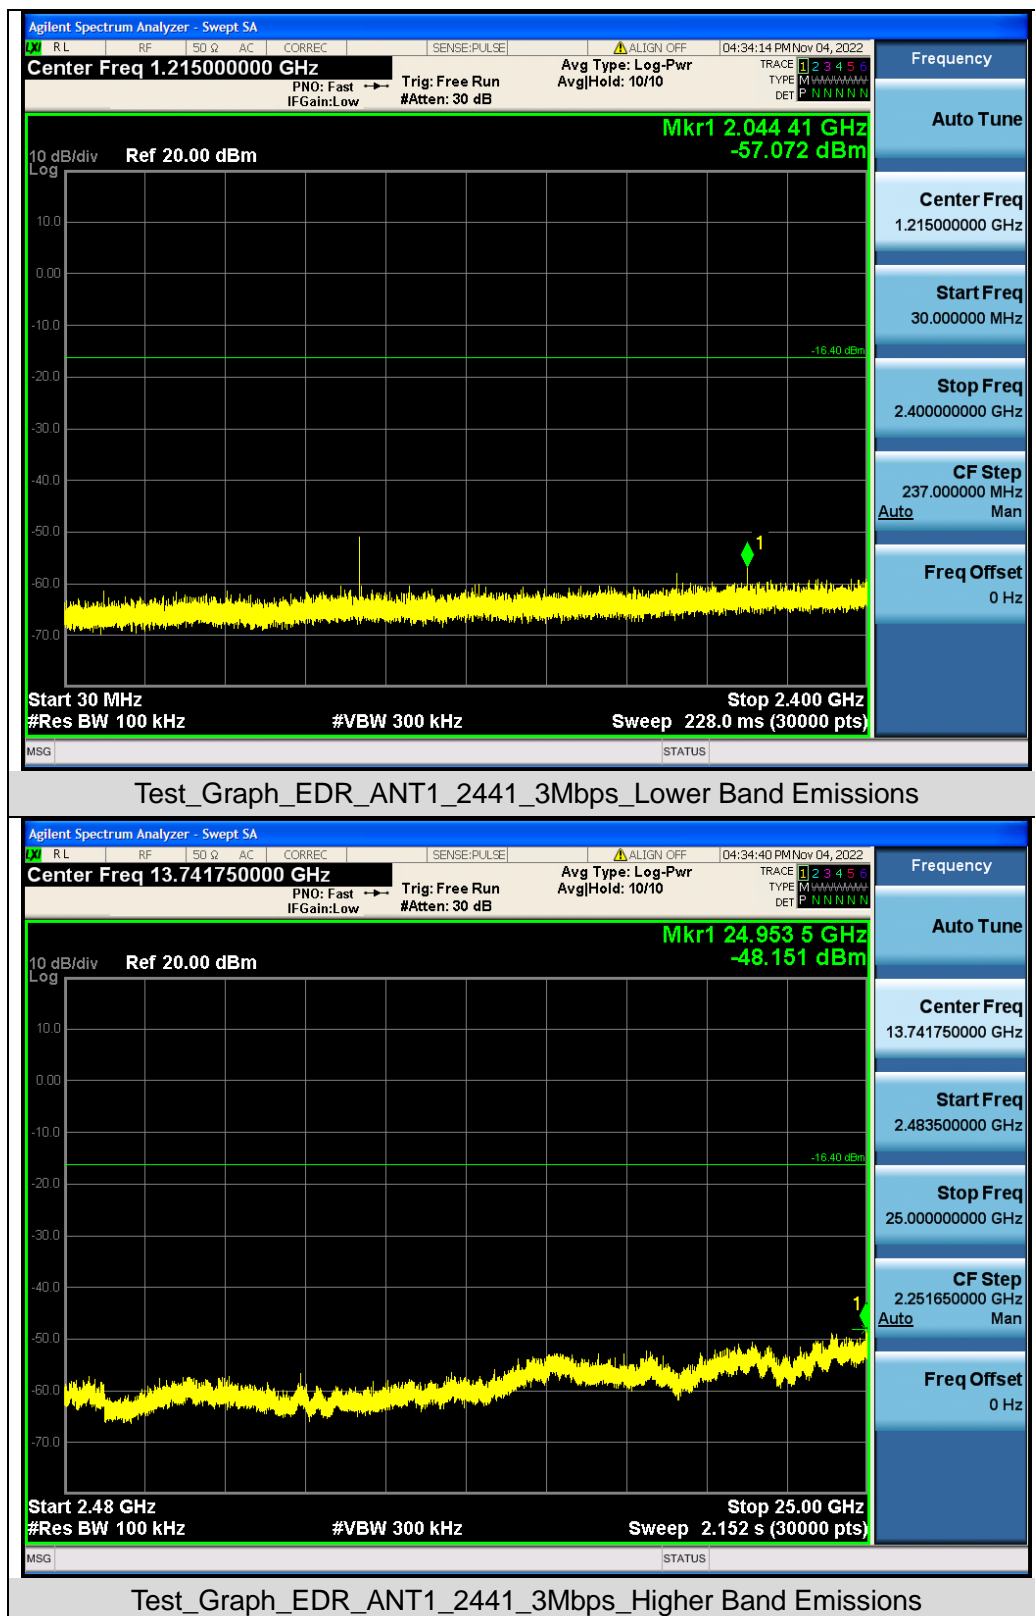 Agilent Spectrum Analyzer - Swept SA
LXI RL RF 50 Ω AC CORREC SENSE:PULSE ALIGN OFF 04:34:14 PM Nov 04, 2022
Center Freq 1.215000000 GHz
PNO: Fast
IFGain:Low
Trig: Free Run
#Atten: 30 dB
Avg Type: Log-Pwr
Avg|Hold: 10/10
TRACE 1 2 3 4 5 6
TYPE M
DET P N N N N N
Mkr1 2.044 41 GHz
-57.072 dBm
10 dB/div Ref 20.00 dBm
Log
10.0
0.00
-10.0
-16.40 dBm
-20.0
-30.0
-40.0
-50.0
1
-60.0
-70.0
Start 30 MHz Stop 2.400 GHz
#Res BW 100 kHz #VBW 300 kHz Sweep 228.0 ms (30000 pts)
MSG STATUS
Frequency
Auto Tune
Center Freq
1.215000000 GHz
Start Freq
30.000000 MHz
Stop Freq
2.400000000 GHz
CF Step
237.000000 MHz
Auto Man
Freq Offset
0 Hz
Test_Graph_EDR_ANT1_2441_3Mbps_Lower Band Emissions
Agilent Spectrum Analyzer - Swept SA
LXI RL RF 50 Ω AC CORREC SENSE:PULSE ALIGN OFF 04:34:40 PM Nov 04, 2022
Center Freq 13.741750000 GHz
PNO: Fast
IFGain:Low
Trig: Free Run
#Atten: 30 dB
Avg Type: Log-Pwr
Avg|Hold: 10/10
TRACE 1 2 3 4 5 6
TYPE M
DET P N N N N N
Mkr1 24.953 5 GHz
-48.151 dBm
10 dB/div Ref 20.00 dBm
Log
10.0
0.00
-10.0
-16.40 dBm
-20.0
-30.0
-40.0
1
-50.0
-60.0
-70.0
Start 2.48 GHz Stop 25.00 GHz
#Res BW 100 kHz #VBW 300 kHz Sweep 2.152 s (30000 pts)
MSG STATUS
Frequency
Auto Tune
Center Freq
13.741750000 GHz
Start Freq
2.483500000 GHz
Stop Freq
25.000000000 GHz
CF Step
2.251650000 GHz
Auto Man
Freq Offset
0 Hz
Test_Graph_EDR_ANT1_2441_3Mbps_Higher Band Emissions